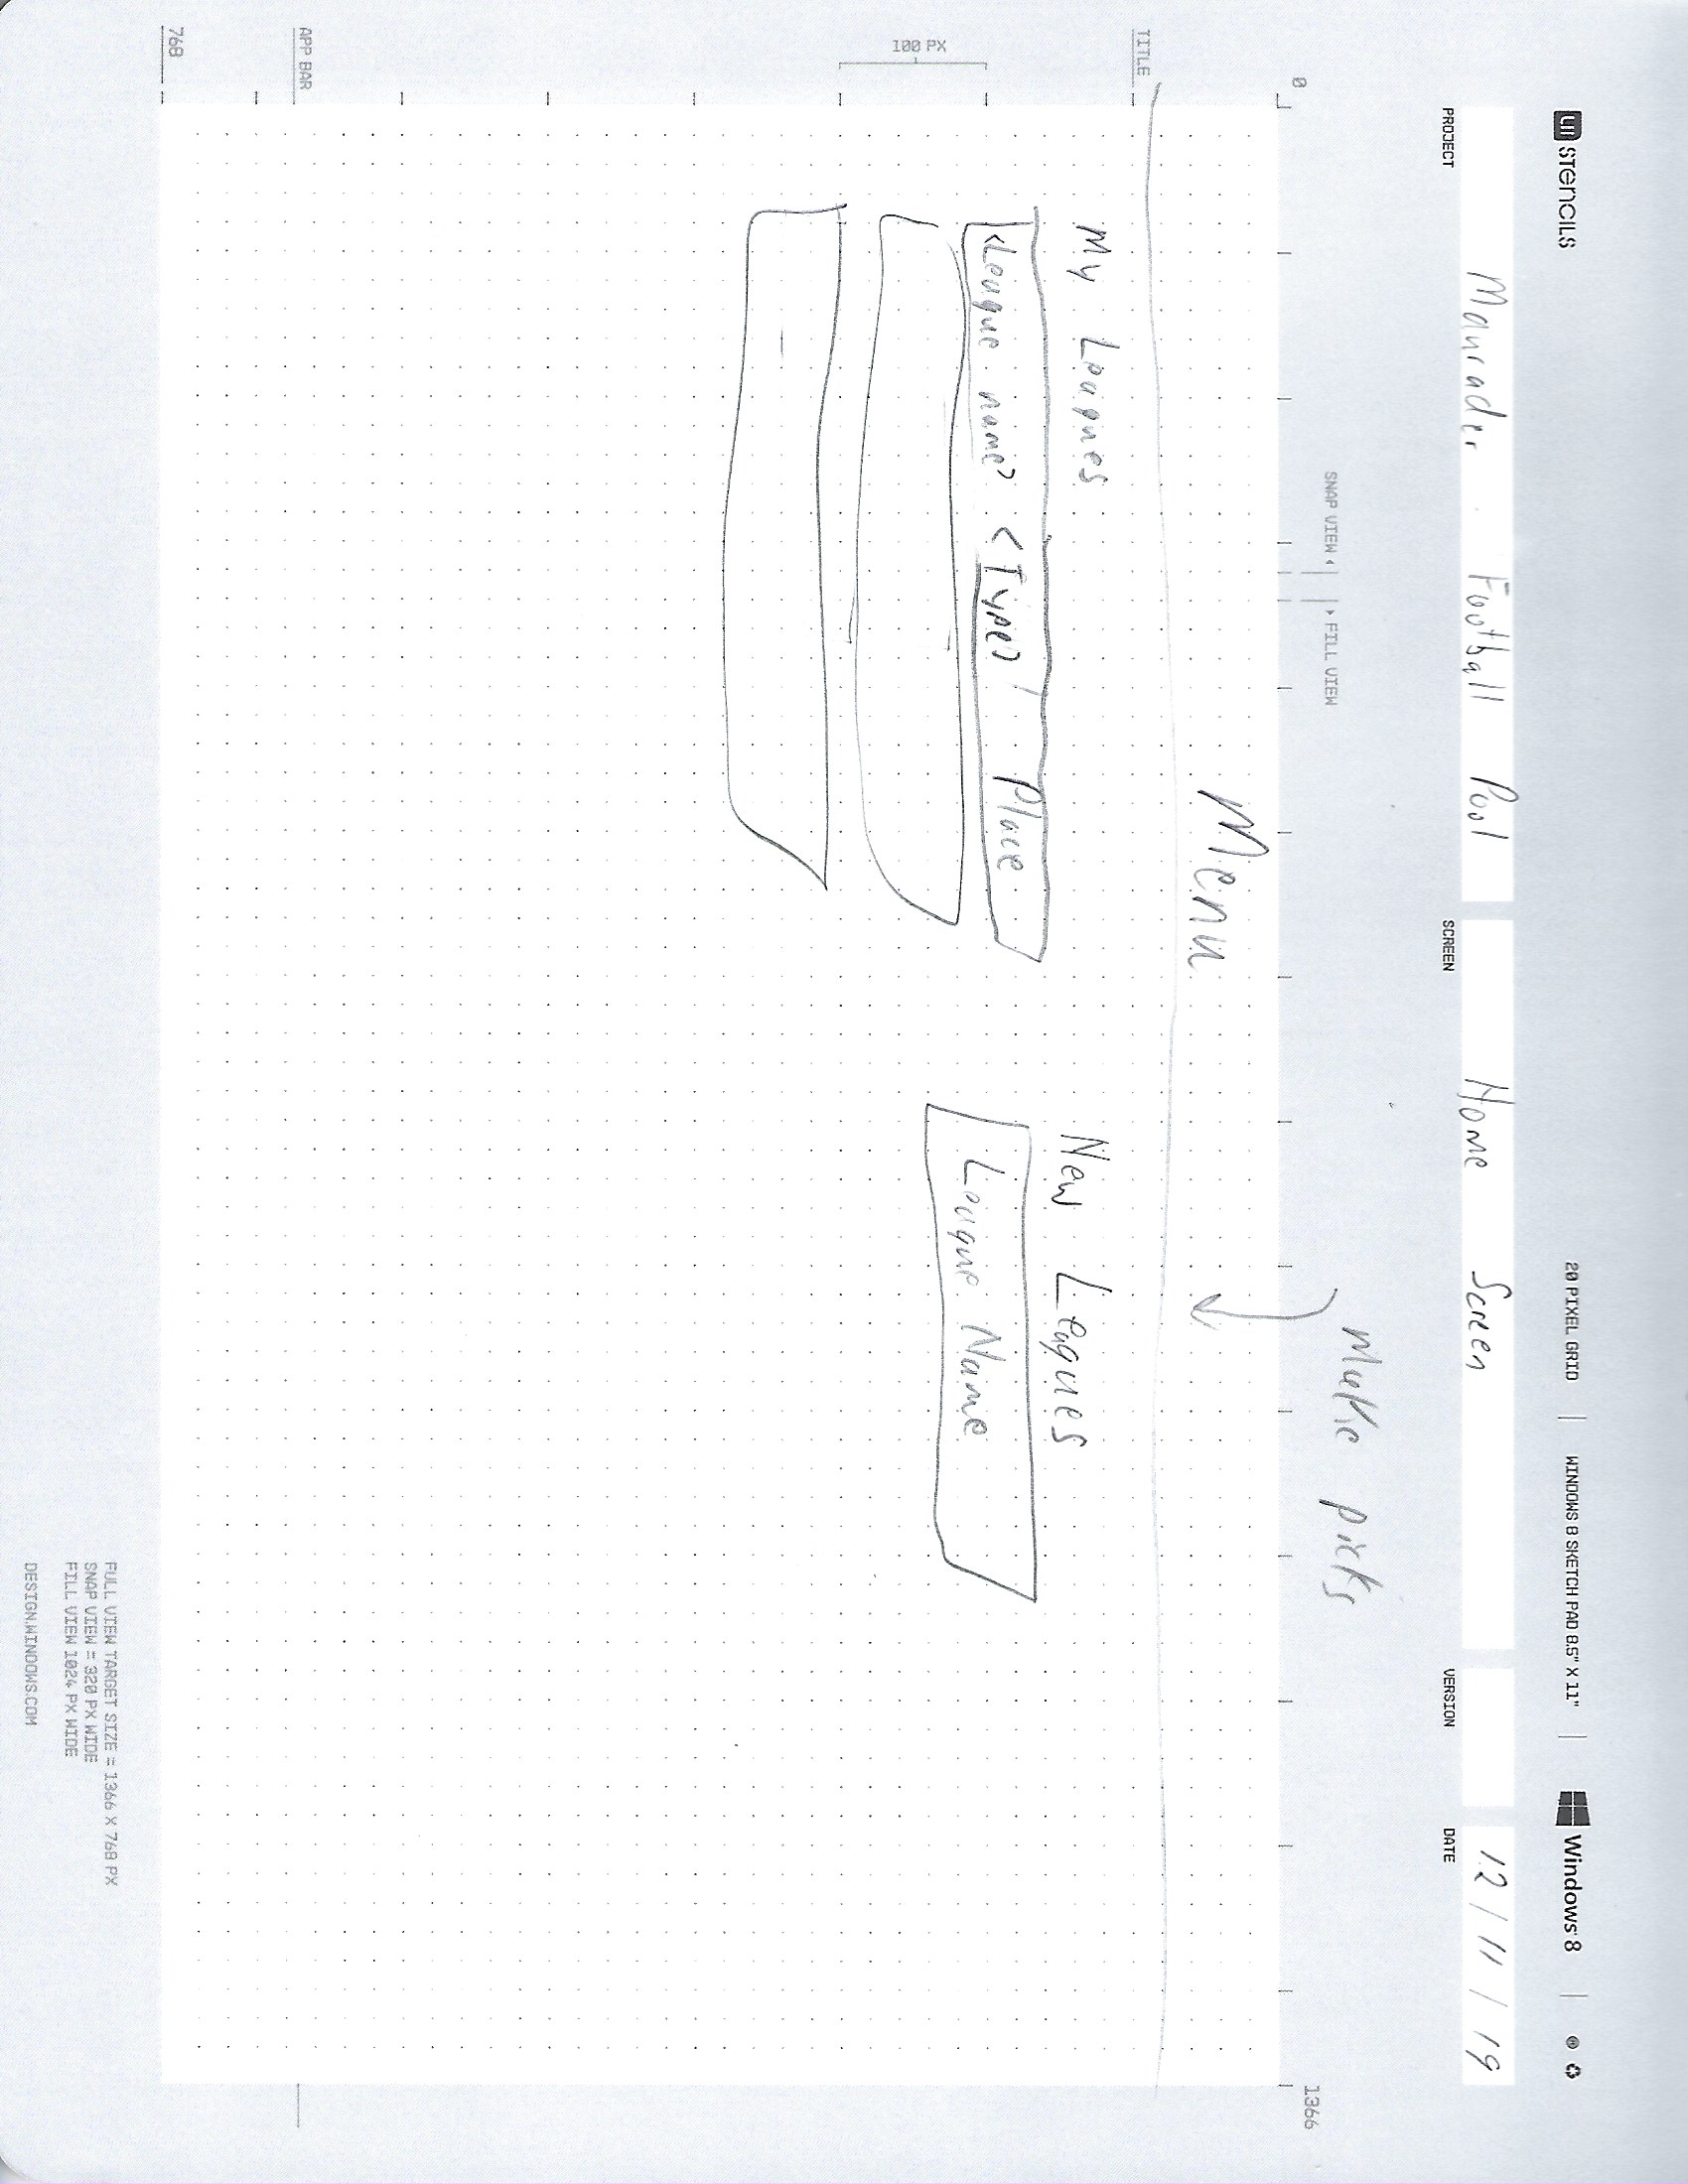 UI STENCILS
20 PIXEL GRID
WINDOWS 8 SKETCH PAD 8.5" X 11"
Windows 8
Maurader Football Pool
Home Screen
12/11/19
PROJECT
SCREEN
VERSION
DATE
Make picks
SNAP VIEW
FILL VIEW
0
1366
Menu
TITLE
My Leagues
New Leagues
<League name> <Type> Place
League Name
100 PX
APP BAR
768
FULL VIEW TARGET SIZE = 1366 X 768 PX
SNAP VIEW = 320 PX WIDE
FILL VIEW 1024 PX WIDE
DESIGN.WINDOWS.COM